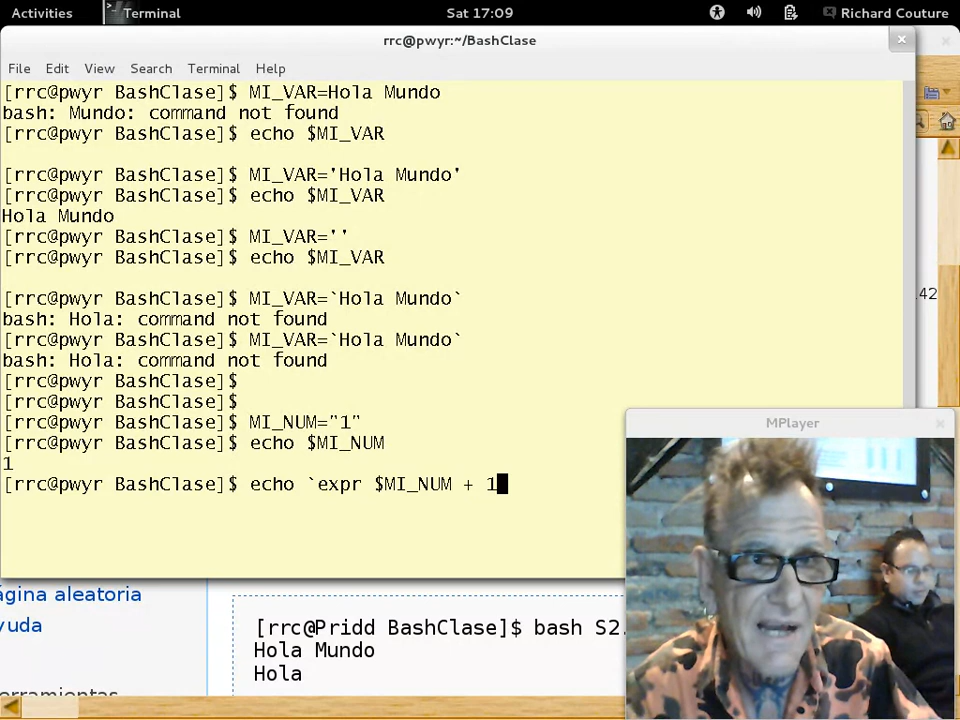 Activities
Terminal
Sat 17:09
Richard Couture
rrc@pwyr:~/BashClase
File Edit View Search Terminal Help
[rrc@pwyr BashClase]$ MI_VAR=Hola Mundo
bash: Mundo: command not found
[rrc@pwyr BashClase]$ echo $MI_VAR
[rrc@pwyr BashClase]$ MI_VAR='Hola Mundo'
[rrc@pwyr BashClase]$ echo $MI_VAR
Hola Mundo
[rrc@pwyr BashClase]$ MI_VAR=''
[rrc@pwyr BashClase]$ echo $MI_VAR
[rrc@pwyr BashClase]$ MI_VAR=`Hola Mundo`
bash: Hola: command not found
[rrc@pwyr BashClase]$ MI_VAR=`Hola Mundo`
bash: Hola: command not found
[rrc@pwyr BashClase]$
[rrc@pwyr BashClase]$
[rrc@pwyr BashClase]$ MI_NUM="1"
[rrc@pwyr BashClase]$ echo $MI_NUM
1
[rrc@pwyr BashClase]$ echo `expr $MI_NUM + 1
.42
MPlayer
ágina aleatoria
yuda
erramientas
[rrc@Pridd BashClase]$ bash S2.
Hola Mundo
Hola